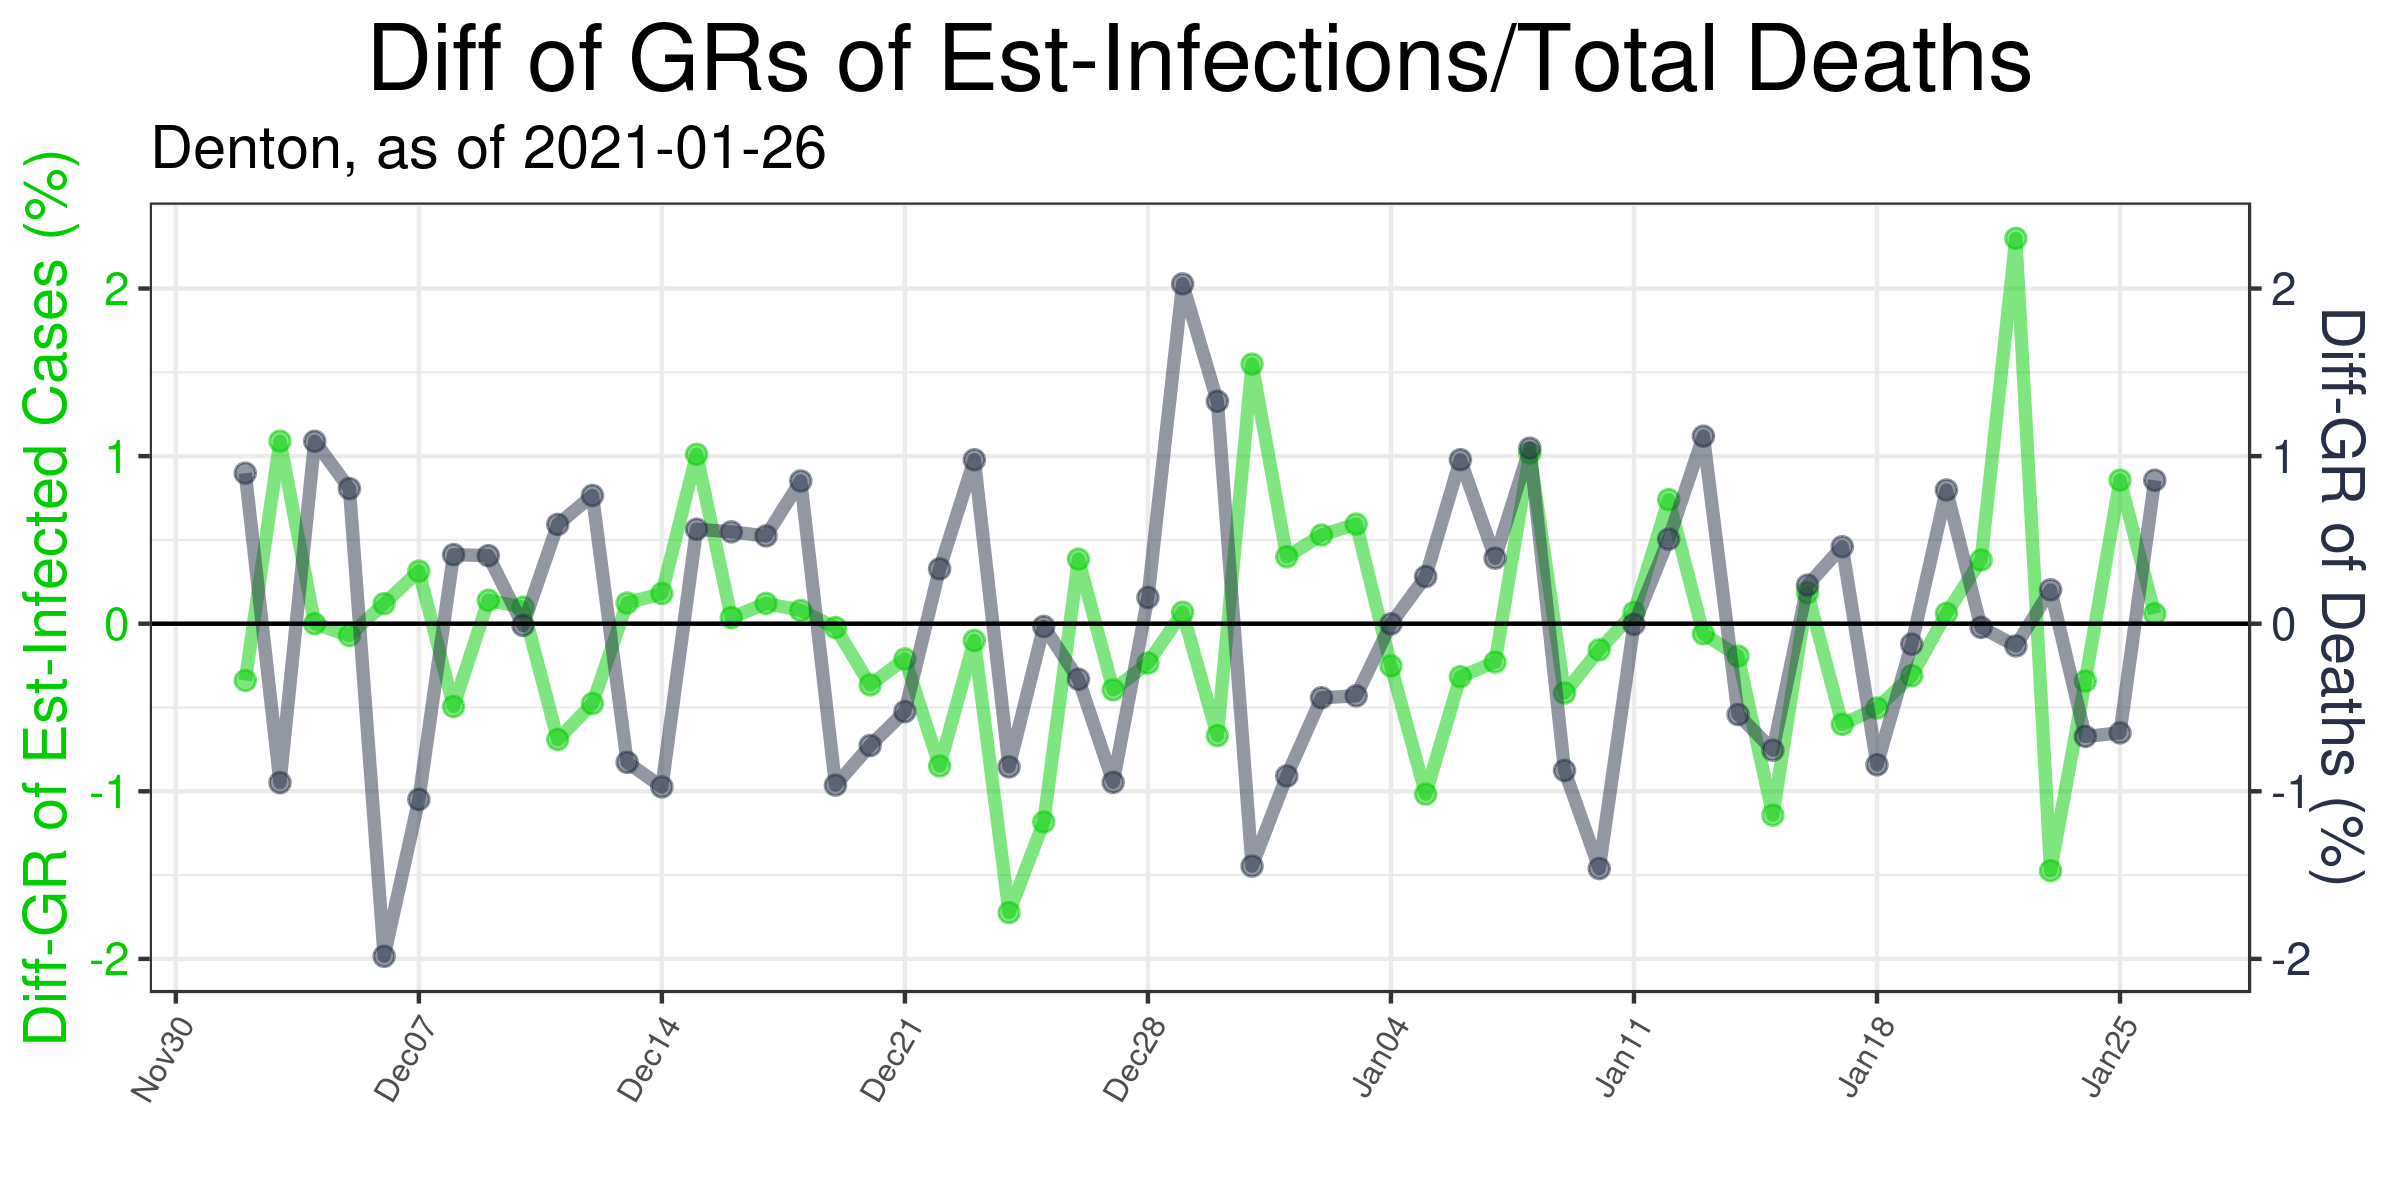 Diff of GRs of Est-Infections/Total Deaths
Denton, as of 2021-01-26
Diff-GR of Est-Infected Cases (%)
2
1
0
-1
-2
2
1
0
-1
-2
Diff-GR of Deaths (%)
Nov30
Dec07
Dec14
Dec21
Dec28
Jan04
Jan11
Jan18
Jan25